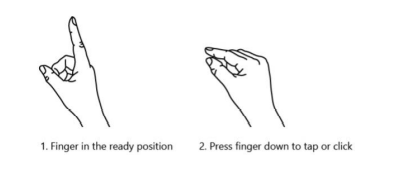 1. Finger in the ready position
2. Press finger down to tap or click